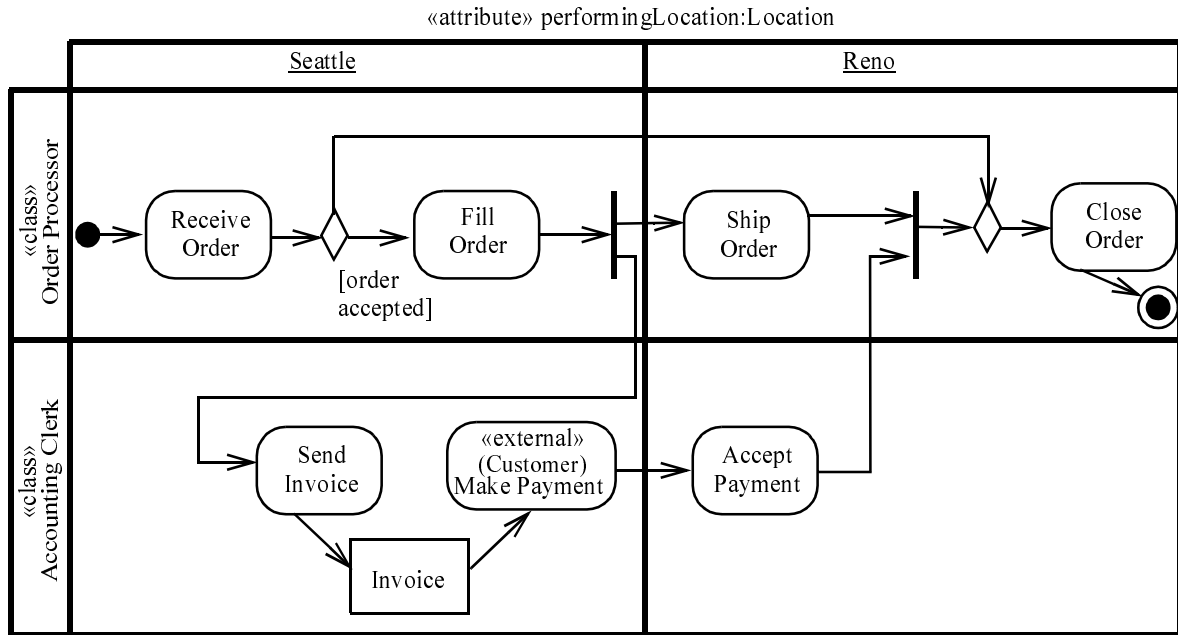 «attribute» performingLocation:Location
Seattle
Reno
«class»
Order Processor
Receive
Order
[order
accepted]
Fill
Order
Ship
Order
Close
Order
«class»
Accounting Clerk
Send
Invoice
Invoice
«external»
(Customer)
Make Payment
Accept
Payment